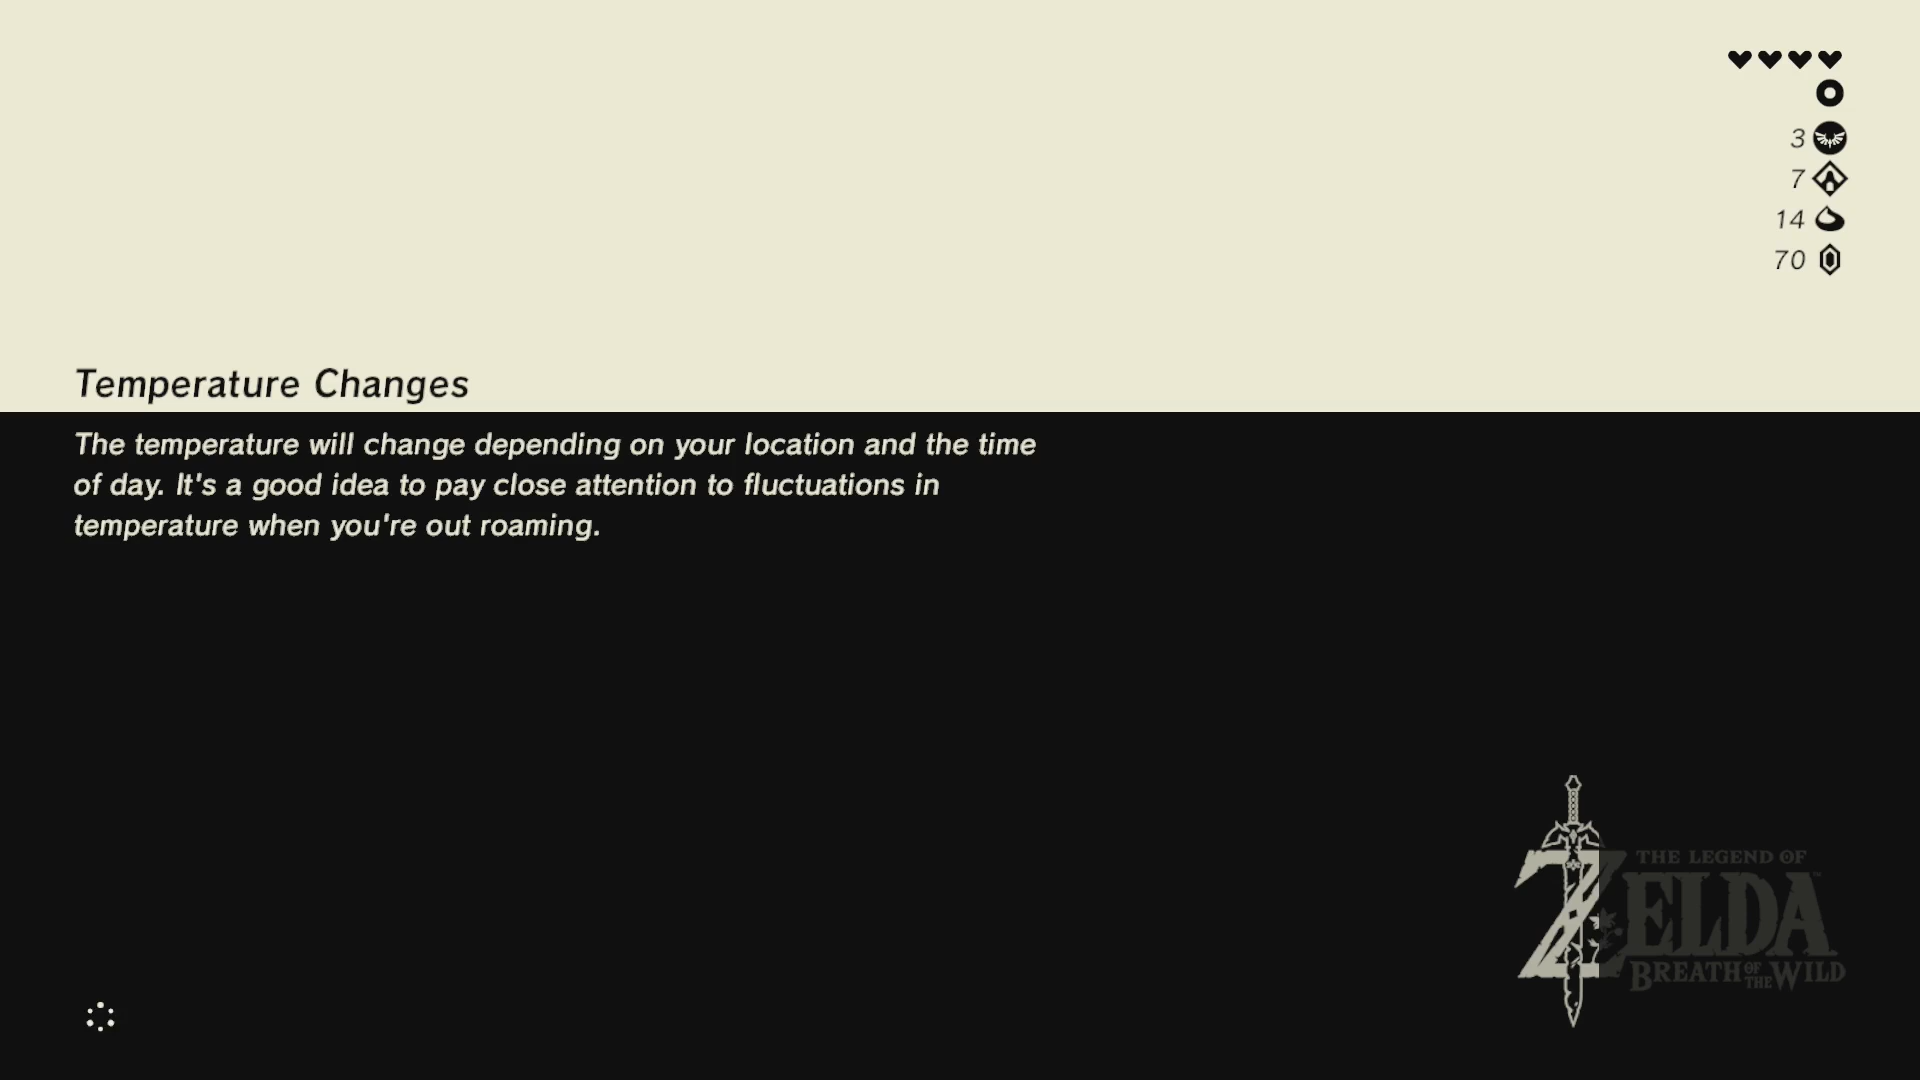 3
7
14
70
Temperature Changes
The temperature will change depending on your location and the time
of day. It's a good idea to pay close attention to fluctuations in
temperature when you're out roaming.
THE LEGEND OF
ZELDA™
BREATH OF THE WILD